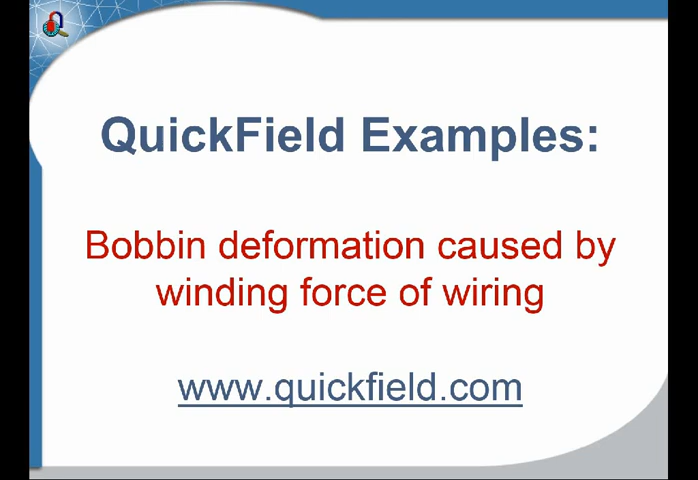 QuickField Examples:
Bobbin deformation caused by
winding force of wiring
www.quickfield.com